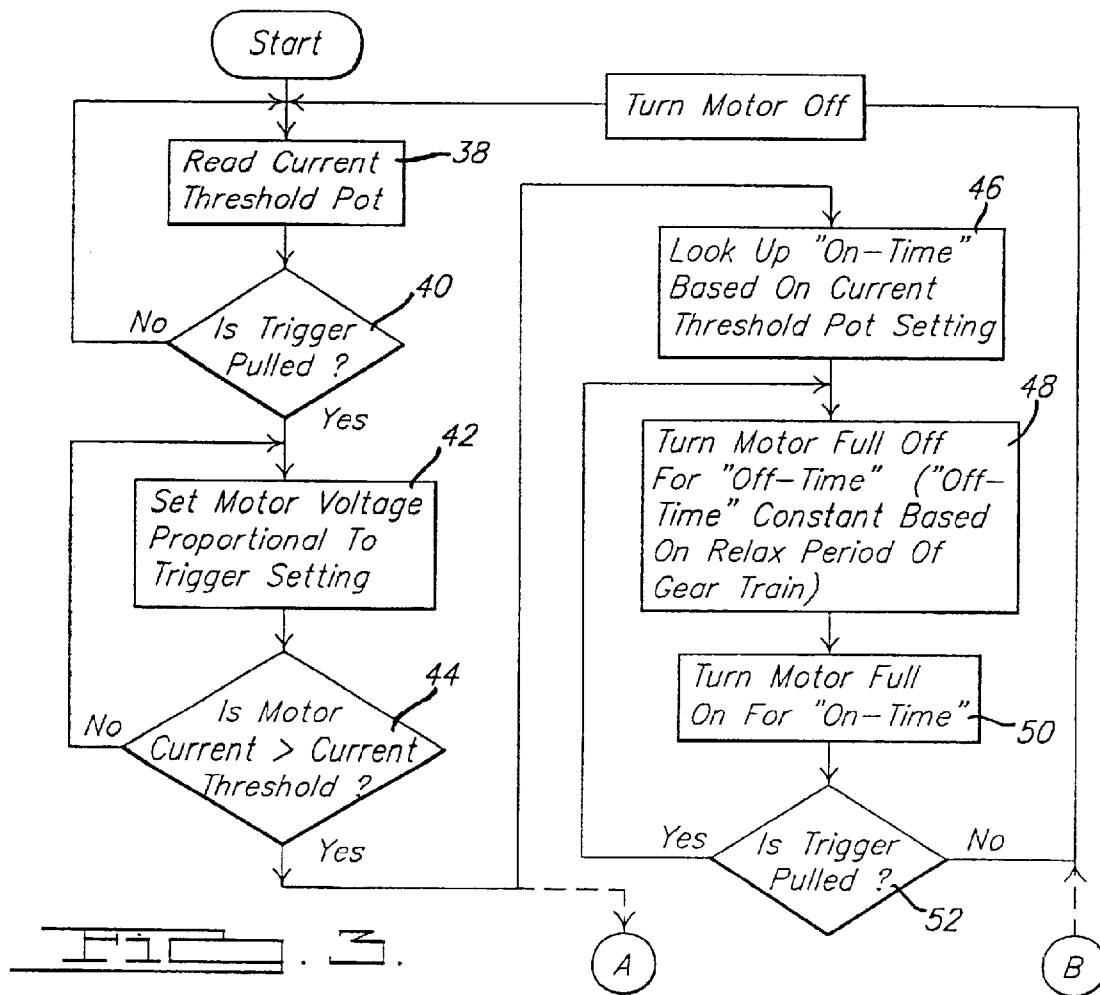 Start
Turn Motor Off
Read Current
Threshold Pot
38
Is Trigger
Pulled ?
40
No
Yes
Set Motor Voltage
Proportional To
Trigger Setting
42
Is Motor
Current > Current
Threshold ?
44
No
Yes
Look Up "On-Time"
Based On Current
Threshold Pot Setting
46
Turn Motor Full Off
For "Off-Time" ("Off-
Time" Constant Based
On Relax Period Of
Gear Train)
48
Turn Motor Full
On For "On-Time"
50
Is Trigger
Pulled ?
52
Yes
No
A
B
FIG. 3.